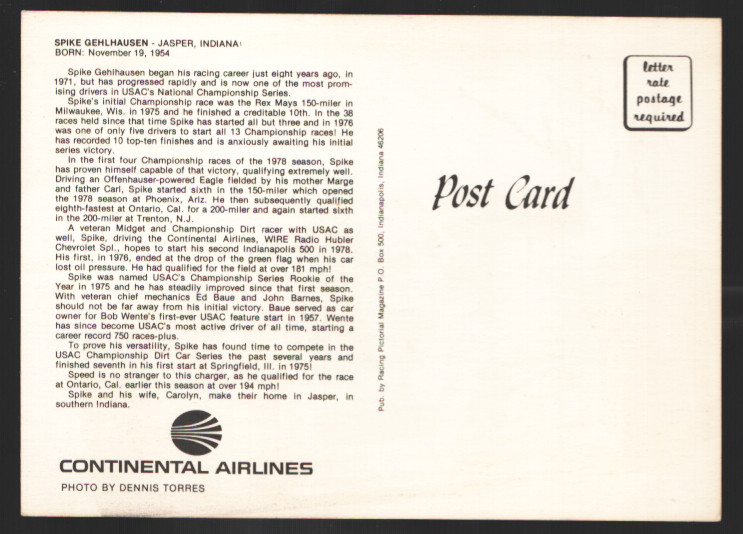 SPIKE GEHLHAUSEN - JASPER, INDIANA
BORN: November 19, 1954
Spike Gehlhausen began his racing career just eight years ago, in
1971, but has progressed rapidly and is now one of the most prom-
ising drivers in USAC's National Championship Series.
Spike's initial Championship race was the Rex Mays 150-miler in
Milwaukee, Wis. in 1975 and he finished a creditable 10th. In the 38
races held since that time Spike has started all but three and in 1976
was one of only five drivers to start all 13 Championship races! He
has recorded 10 top-ten finishes and is anxiously awaiting his initial
series victory.
In the first four Championship races of the 1978 season, Spike
has proven himself capable of that victory, qualifying extremely well.
Driving an Offenhauser-powered Eagle fielded by his mother Marge
and father Carl, Spike started sixth in the 150-miler which opened
the 1978 season at Phoenix, Ariz. He then subsequently qualified
eighth-fastest at Ontario, Cal. for a 200-miler and again started sixth
in the 200-miler at Trenton, N.J.
A veteran Midget and Championship Dirt racer with USAC as
well, Spike, driving the Continental Airlines, WIRE Radio Hubler
Chevrolet Spl., hopes to start his second Indianapolis 500 in 1978.
His first, in 1976, ended at the drop of the green flag when his car
lost oil pressure. He had qualified for the field at over 181 mph!
Spike was named USAC's Championship Series Rookie of the
Year in 1975 and he has steadily improved since that first season.
With veteran chief mechanics Ed Baue and John Barnes, Spike
should not be far away from his initial victory. Baue served as car
owner for Bob Wente's first-ever USAC feature start in 1957. Wente
has since become USAC's most active driver of all time, starting a
career record 750 races-plus.
To prove his versatility, Spike has found time to compete in the
USAC Championship Dirt Car Series the past several years and
finished seventh in his first start at Springfield, Ill. in 1975!
Speed is no stranger to this charger, as he qualified for the race
at Ontario, Cal. earlier this season at over 194 mph!
Spike and his wife, Carolyn, make their home in Jasper, in
southern Indiana.
CONTINENTAL AIRLINES
PHOTO BY DENNIS TORRES
Pub. by Racing Pictorial Magazine P.O. Box 500, Indianapolis, Indiana 46206
Post Card
letter
rate
postage
required